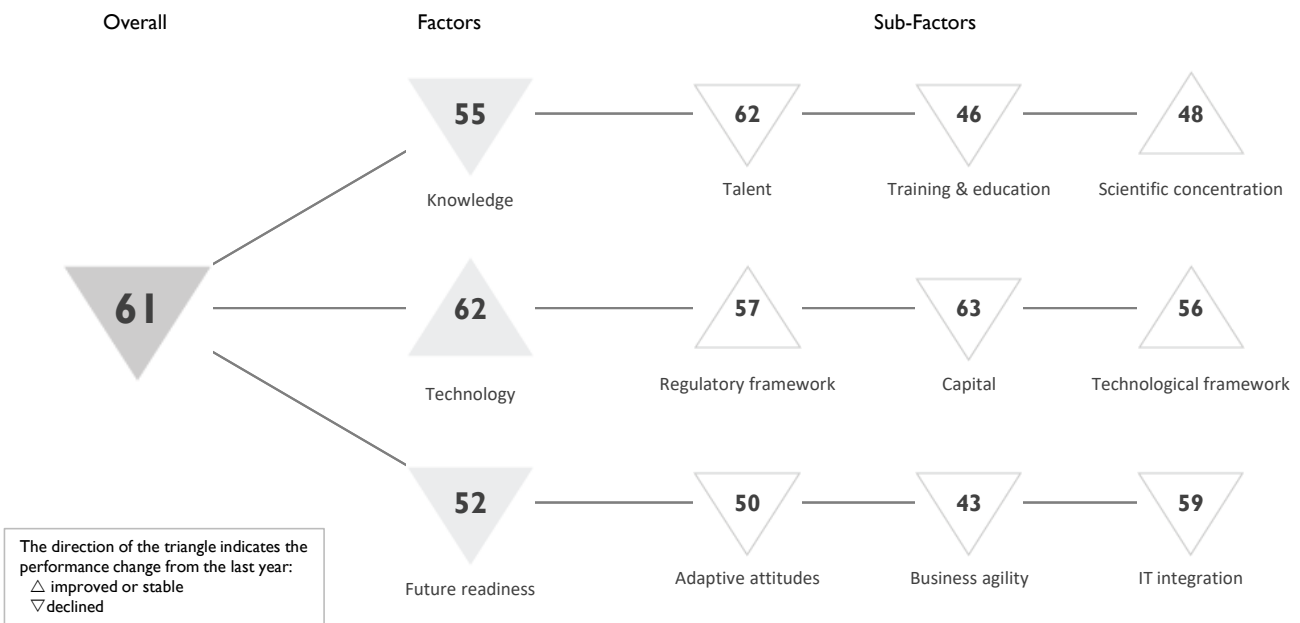 Overall Factors Sub-Factors
55 62 46 48
Knowledge Talent Training & education Scientific concentration
61 62 57 63 56
Technology Regulatory framework Capital Technological framework
52 50 43 59
Future readiness Adaptive attitudes Business agility IT integration
The direction of the triangle indicates the
performance change from the last year:
△ improved or stable
▽ declined